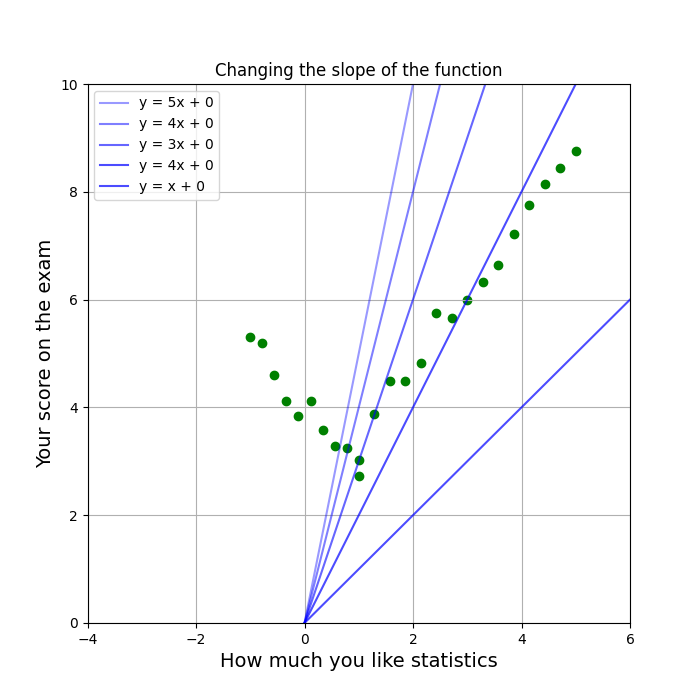 Changing the slope of the function
y = 5x + 0
y = 4x + 0
y = 3x + 0
y = 4x + 0
y = x + 0
10
8
6
4
2
0
−4
−2
0
2
4
6
Your score on the exam
How much you like statistics